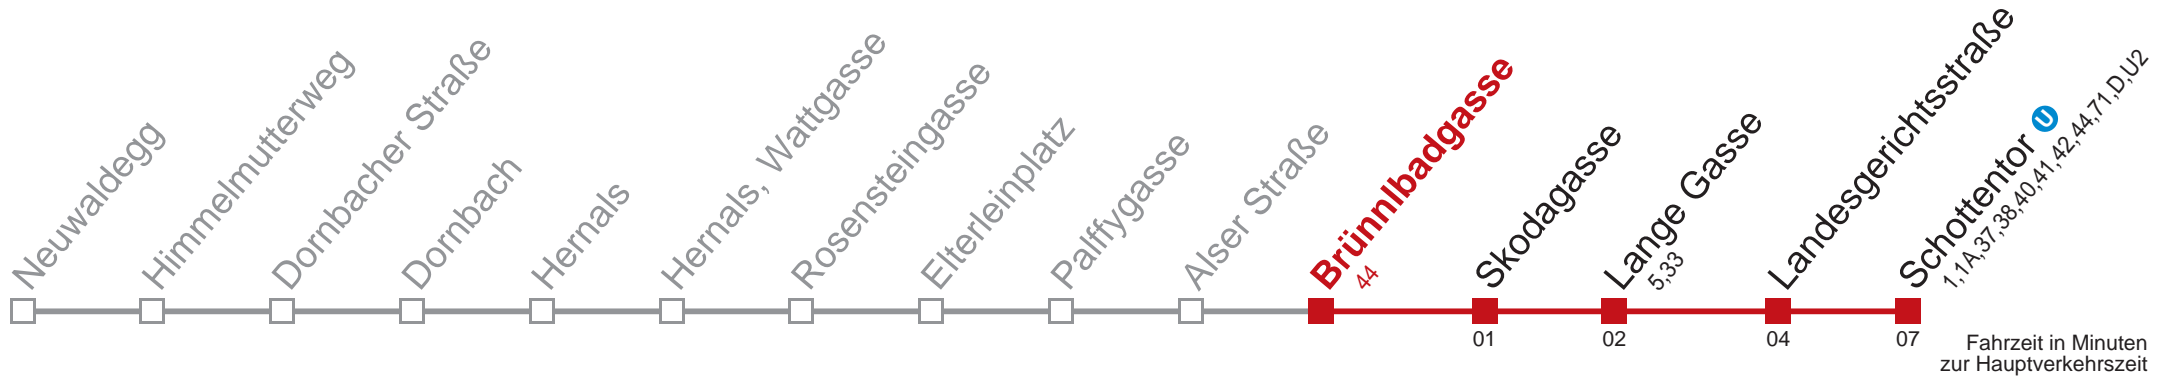 Neuwaldegg
Himmelmutterweg
Dornbacher Straße
Dornbach
Hernals
Hernals, Wattgasse
Rosensteingasse
Elterleinplatz
Palffygasse
Alser Straße
Brünnlbadgasse
44
Skodagasse
Lange Gasse
5,33
Landesgerichtsstraße
Schottentor U
1,1A,37,38,40,41,42,44,71,D,U2
01
02
04
07
Fahrzeit in Minuten
zur Hauptverkehrszeit